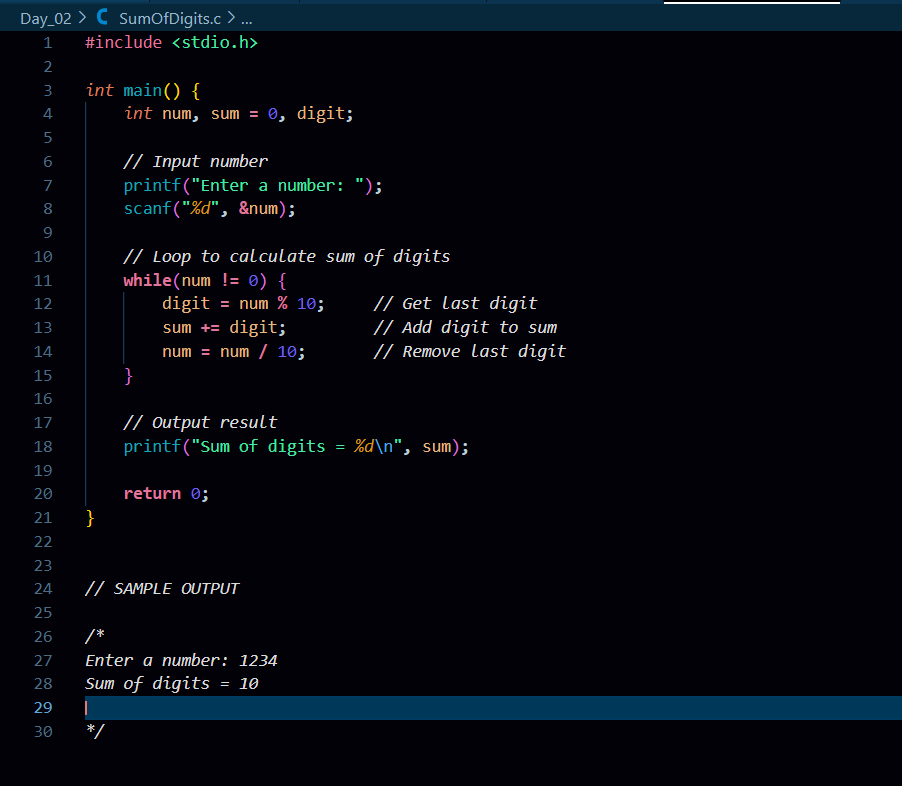 Day_02 > C SumOfDigits.c > ...
1 #include <stdio.h>
2
3 int main() {
4     int num, sum = 0, digit;
5
6     // Input number
7     printf("Enter a number: ");
8     scanf("%d", &num);
9
10     // Loop to calculate sum of digits
11     while(num != 0) {
12         digit = num % 10;     // Get last digit
13         sum += digit;         // Add digit to sum
14         num = num / 10;       // Remove last digit
15     }
16
17     // Output result
18     printf("Sum of digits = %d\n", sum);
19
20     return 0;
21 }
22
23
24 // SAMPLE OUTPUT
25
26 /*
27 Enter a number: 1234
28 Sum of digits = 10
29
30 */